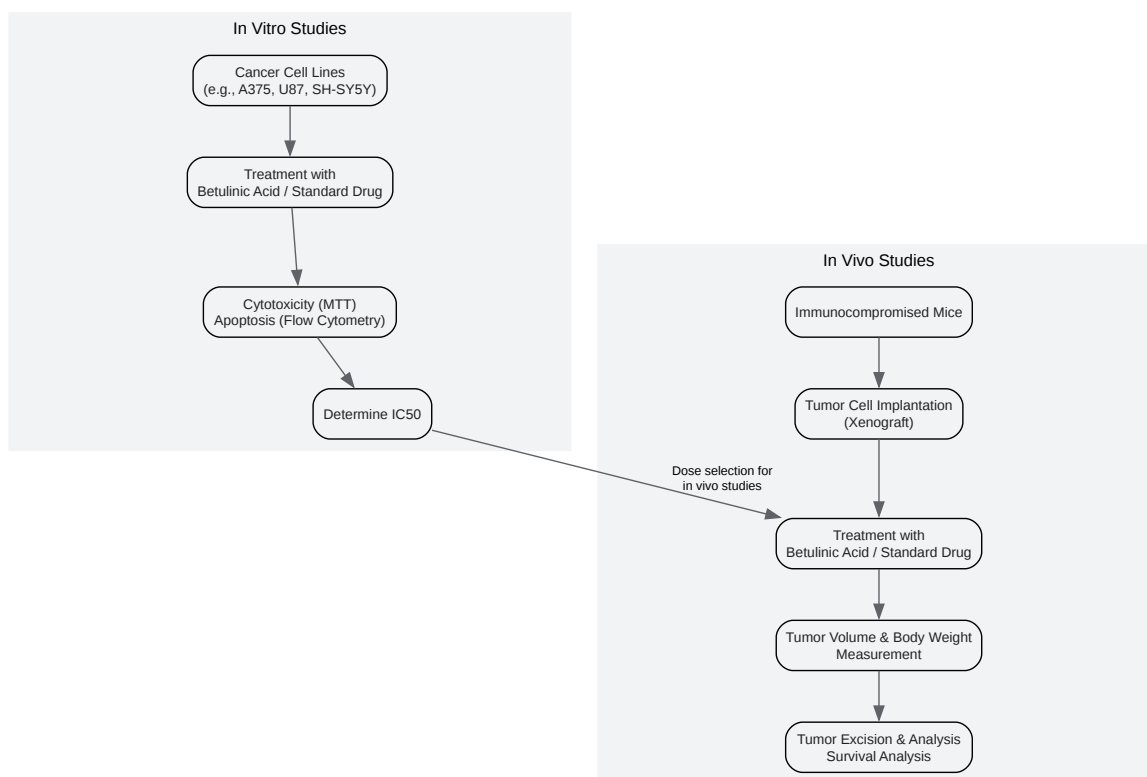 In Vitro Studies
Cancer Cell Lines
(e.g., A375, U87, SH-SY5Y)
Treatment with
Betulinic Acid / Standard Drug
Cytotoxicity (MTT)
Apoptosis (Flow Cytometry)
Determine IC50
Dose selection for
in vivo studies
In Vivo Studies
Immunocompromised Mice
Tumor Cell Implantation
(Xenograft)
Treatment with
Betulinic Acid / Standard Drug
Tumor Volume & Body Weight
Measurement
Tumor Excision & Analysis
Survival Analysis